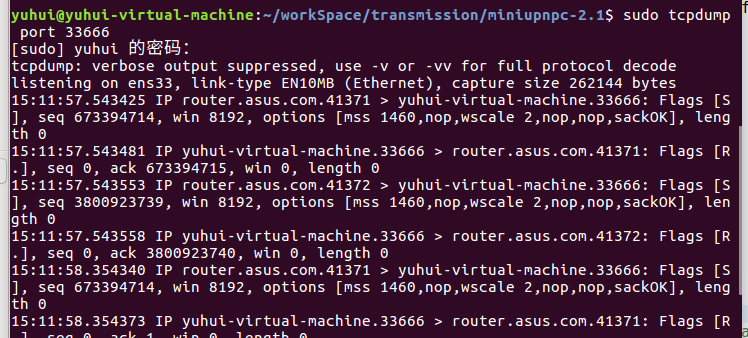 yuhui@yuhui-virtual-machine:~/workSpace/transmission/miniupnpc-2.1$ sudo tcpdump
 port 33666
[sudo] yuhui 的密码：
tcpdump: verbose output suppressed, use -v or -vv for full protocol decode
listening on ens33, link-type EN10MB (Ethernet), capture size 262144 bytes
15:11:57.543425 IP router.asus.com.41371 > yuhui-virtual-machine.33666: Flags [S
], seq 673394714, win 8192, options [mss 1460,nop,wscale 2,nop,nop,sackOK], leng
th 0
15:11:57.543481 IP yuhui-virtual-machine.33666 > router.asus.com.41371: Flags [R
.], seq 0, ack 673394715, win 0, length 0
15:11:57.543553 IP router.asus.com.41372 > yuhui-virtual-machine.33666: Flags [S
], seq 3800923739, win 8192, options [mss 1460,nop,wscale 2,nop,nop,sackOK], len
gth 0
15:11:57.543558 IP yuhui-virtual-machine.33666 > router.asus.com.41372: Flags [R
.], seq 0, ack 3800923740, win 0, length 0
15:11:58.354340 IP router.asus.com.41371 > yuhui-virtual-machine.33666: Flags [S
], seq 673394714, win 8192, options [mss 1460,nop,wscale 2,nop,nop,sackOK], leng
th 0
15:11:58.354373 IP yuhui-virtual-machine.33666 > router.asus.com.41371: Flags [R
.], seq 0, ack 1, win 0, length 0